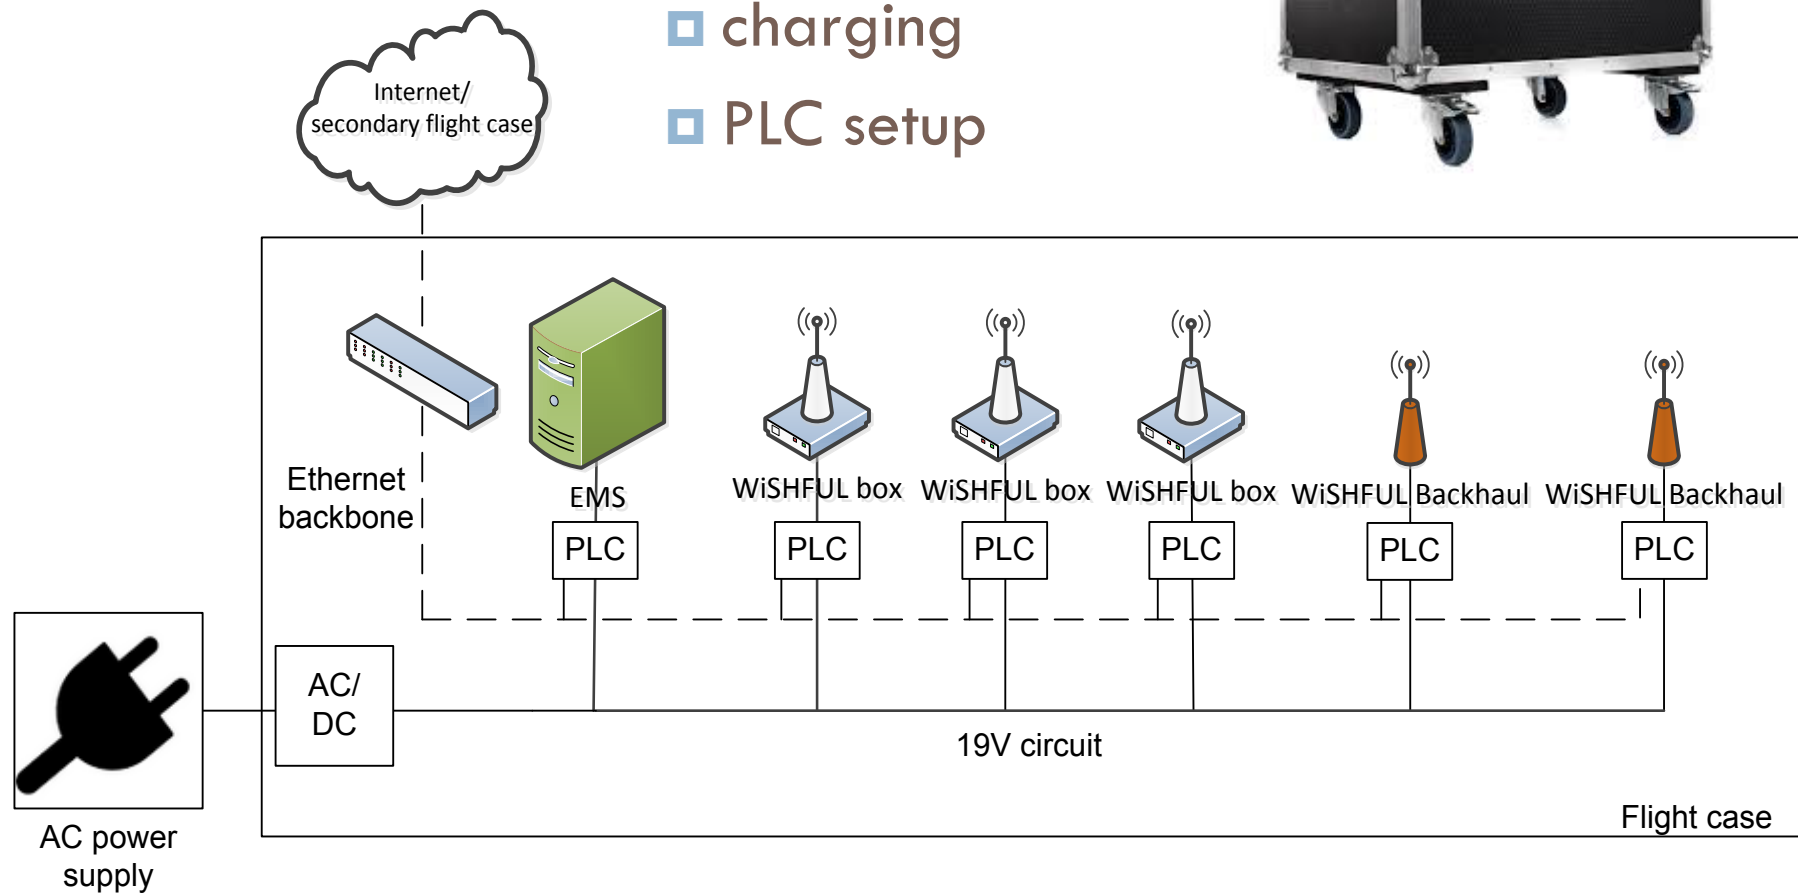 charging
PLC setup
Internet/
secondary flight case
Ethernet
backbone
EMS
WiSHFUL box
WiSHFUL box
WiSHFUL box
WiSHFUL Backhaul
WiSHFUL Backhaul
PLC
PLC
PLC
PLC
PLC
PLC
AC/
DC
19V circuit
Flight case
AC power
supply